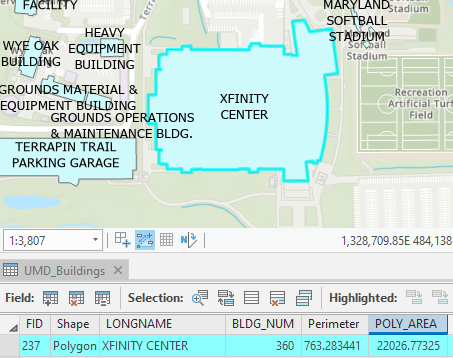 FACILITY
MARYLAND
SOFTBALL
STADIUM
Softball
Stadium
HEAVY
EQUIPMENT
BUILDING
WYE OAK
BUILDING
Terra
GROUNDS MATERIAL &
EQUIPMENT BUILDING
GROUNDS OPERATIONS
& MAINTENANCE BLDG.
XFINITY
CENTER
Recreation
Artificial Turf
Field
TERRAPIN TRAIL
PARKING GARAGE
1:3,807
1,328,709.85E 484,138
UMD_Buildings
Field:
Selection:
Highlighted:
FID Shape LONGNAME BLDG_NUM Perimeter POLY_AREA
237 Polygon XFINITY CENTER 360 763.283441 22026.77325